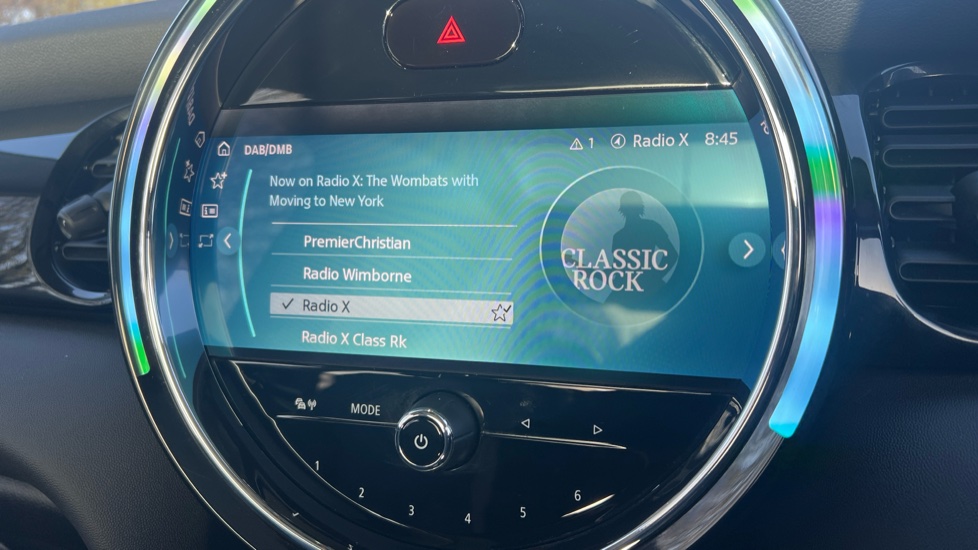 DAB/DMB
1 Radio X 8:45
Now on Radio X: The Wombats with
Moving to New York
PremierChristian
Radio Wimborne
Radio X
Radio X Class Rk
CLASSIC
ROCK
MODE
1 2 3 4 5 6